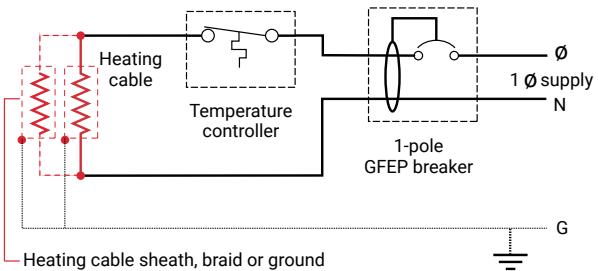 Heating
cable
Temperature
controller
1-pole
GFEP breaker
Ø
1 Ø supply
N
G
Heating cable sheath, braid or ground